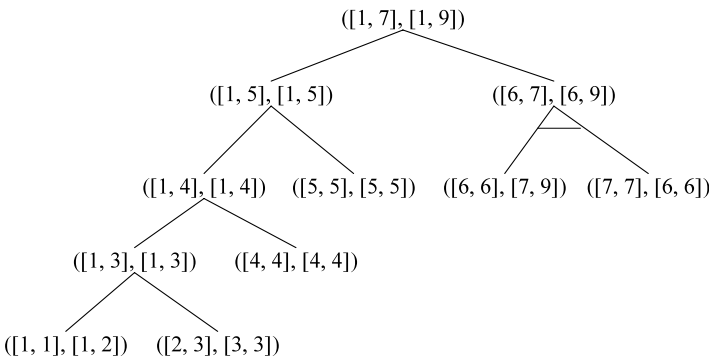 ([1, 7], [1, 9])
([1, 5], [1, 5]) ([6, 7], [6, 9])
([1, 4], [1, 4]) ([5, 5], [5, 5]) ([6, 6], [7, 9]) ([7, 7], [6, 6])
([1, 3], [1, 3]) ([4, 4], [4, 4])
([1, 1], [1, 2]) ([2, 3], [3, 3])